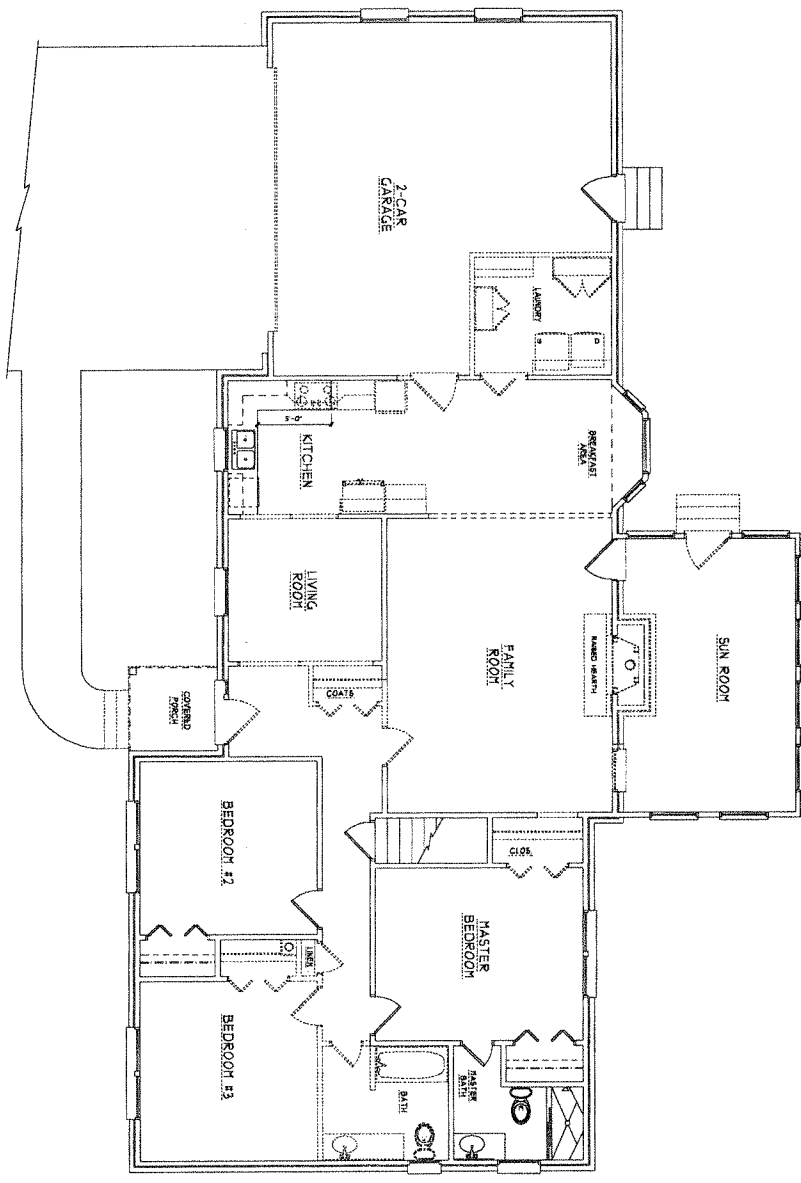 2-CAR
GARAGE
LAUNDRY
KITCHEN
BREAKFAST
AREA
LIVING
ROOM
FAMILY
ROOM
RAISED HEARTH
SUN ROOM
COATS
COVERED
PORCH
BEDROOM #2
CLOS.
MASTER
BEDROOM
LINEN
BEDROOM #3
BATH
MASTER
BATH